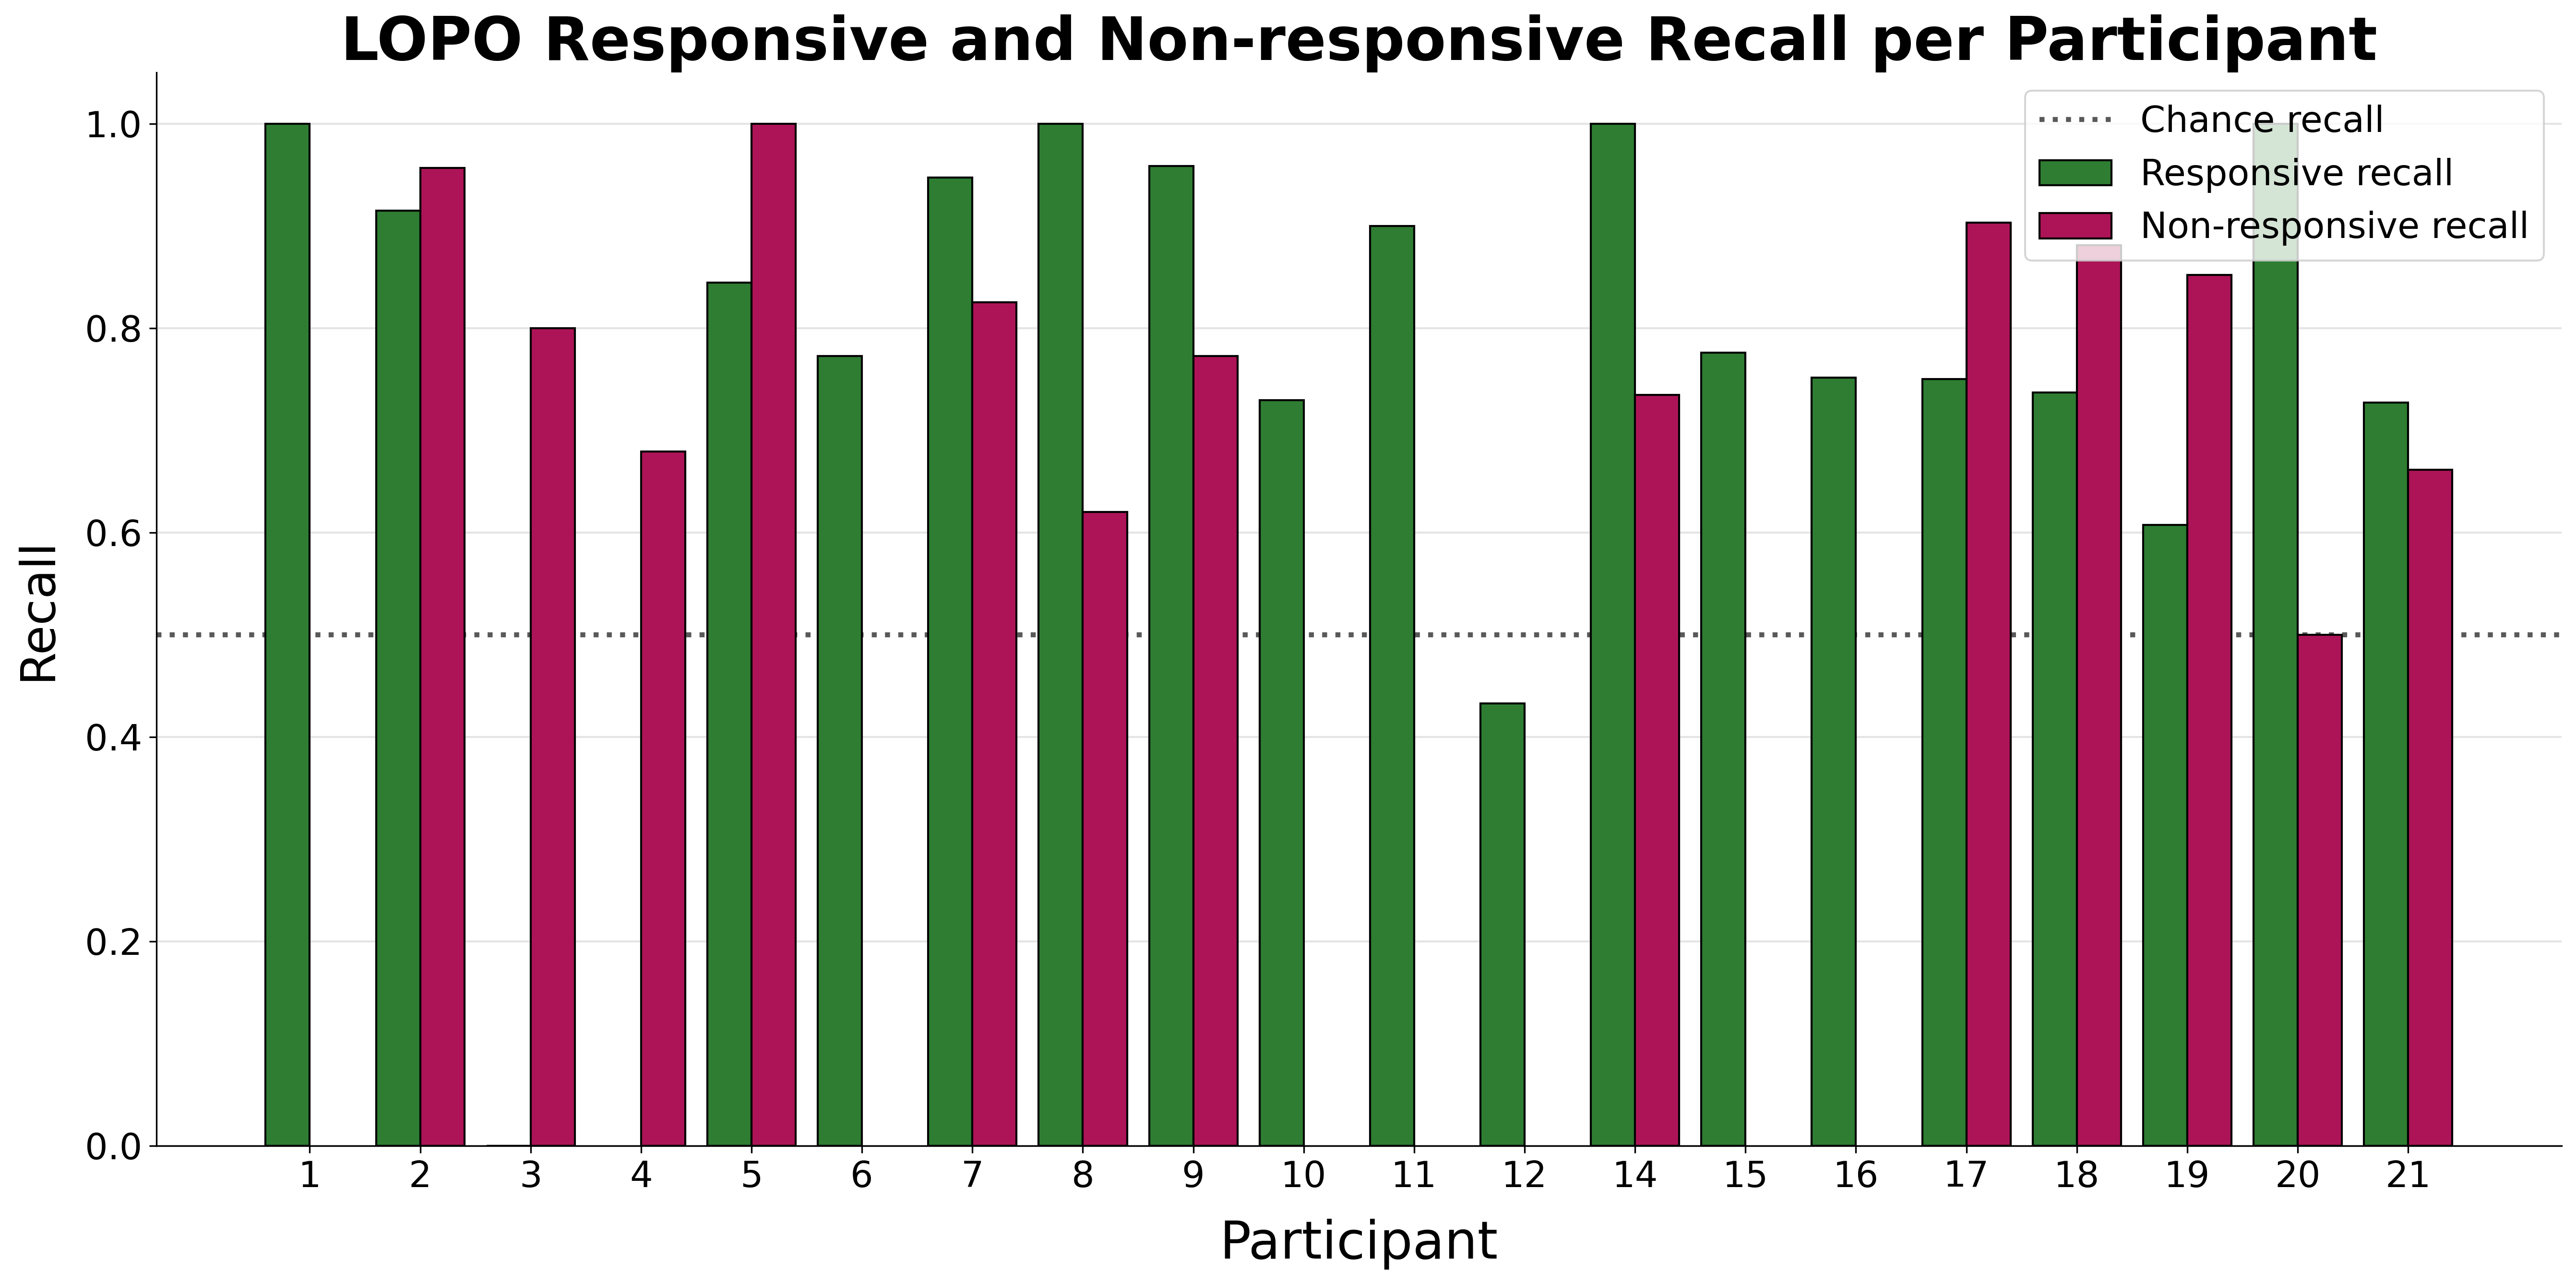 LOPO Responsive and Non-responsive Recall per Participant
Chance recall
Responsive recall
Non-responsive recall
1.0
0.8
0.6
0.4
0.2
0.0
Recall
1 2 3 4 5 6 7 8 9 10 11 12 14 15 16 17 18 19 20 21
Participant